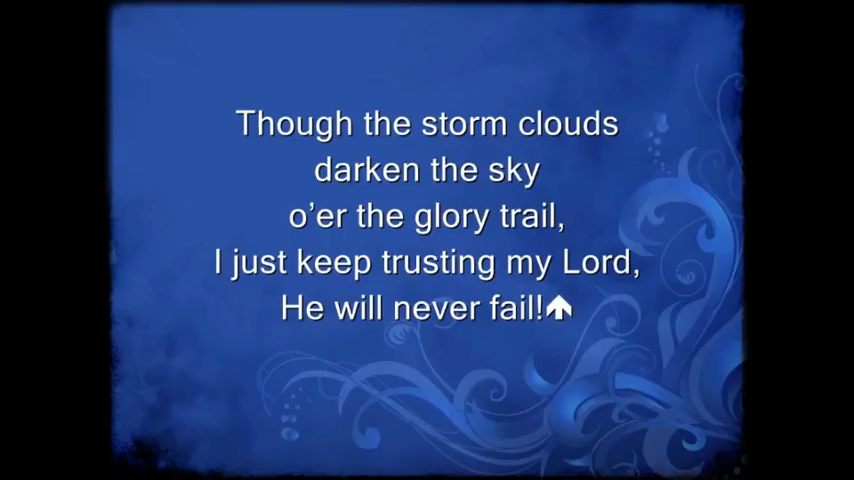 Though the storm clouds
darken the sky
o’er the glory trail,
I just keep trusting my Lord,
He will never fail!🡅